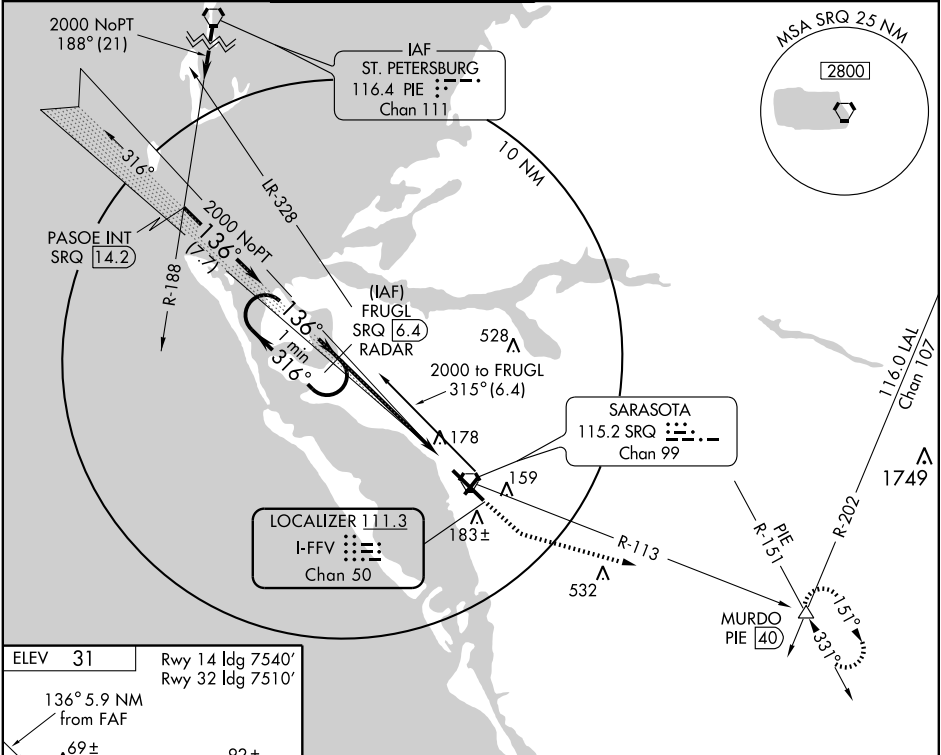 2000 NoPT
188° (21)
IAF
ST. PETERSBURG
116.4 PIE
Chan 111
MSA SRQ 25 NM
2800
10 NM
316°
LR-328
2000 NoPT
136°
(7.7)
PASOE INT
SRQ 14.2
R-188
136°
1 min
316°
(IAF)
FRUGL
SRQ 6.4
RADAR
528
2000 to FRUGL
315° (6.4)
116.0 LAL
Chan 107
SARASOTA
115.2 SRQ
Chan 99
178
159
1749
LOCALIZER 111.3
I-FFV
Chan 50
183±
R-113
PIE
R-151
R-202
532
MURDO
PIE 40
151°
331°
ELEV 31
Rwy 14 ldg 7540'
Rwy 32 ldg 7510'
136° 5.9 NM
from FAF
69±
92±